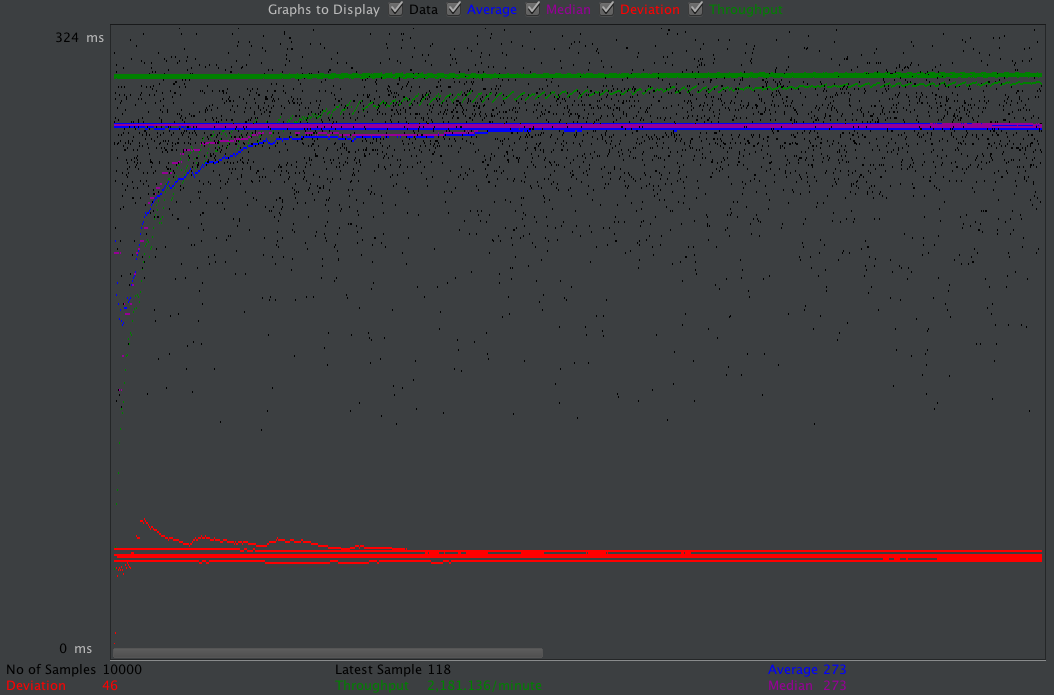 Graphs to Display Data Average Median Deviation Throughput
324 ms
0 ms
No of Samples 10000 Latest Sample 118 Average 273
Deviation 46 Throughput 2,181.136/minute Median 273